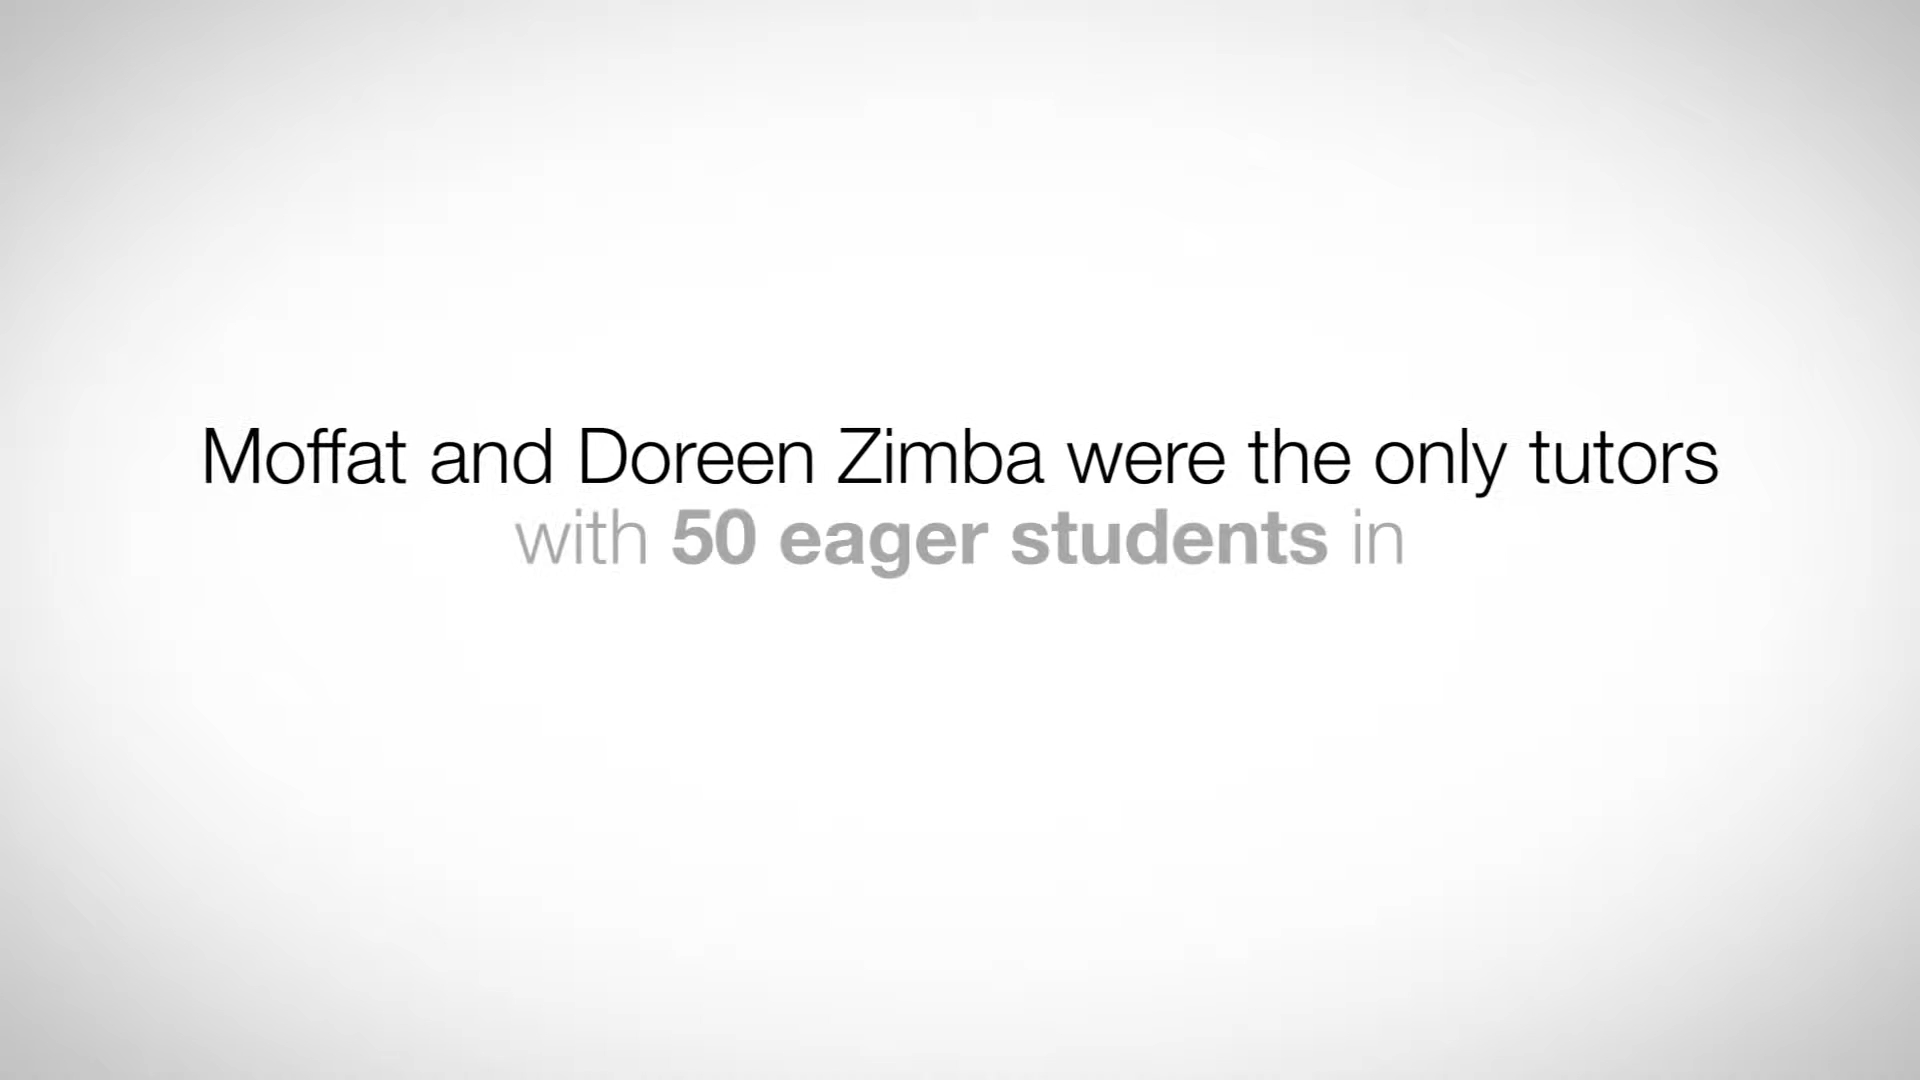 Moffat and Doreen Zimba were the only tutors
with 50 eager students in